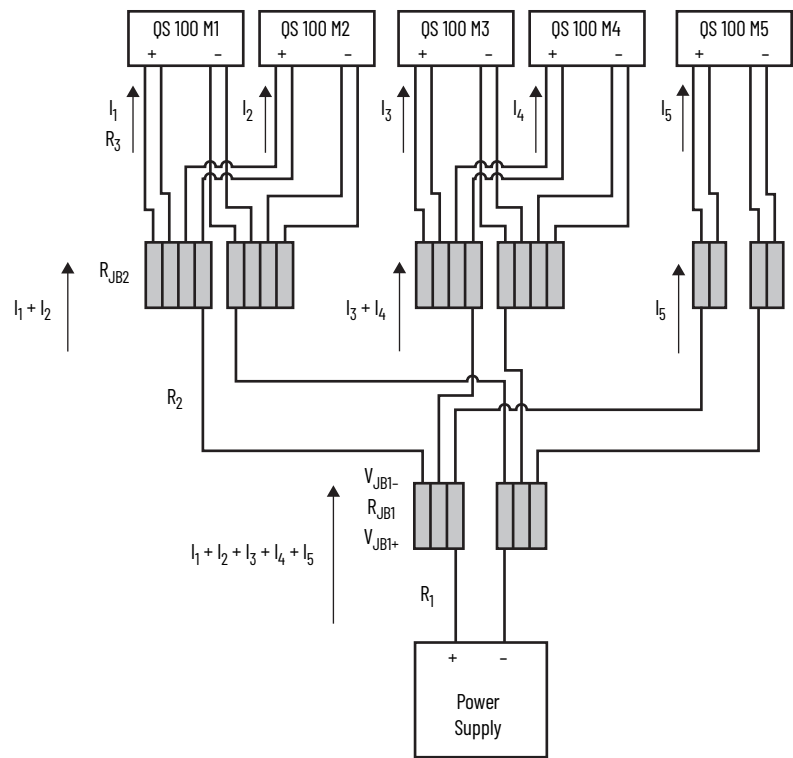 QS 100 M1
QS 100 M2
QS 100 M3
QS 100 M4
QS 100 M5
+ –
+ –
+ –
+ –
+ –
I1
R3
I2
I3
I4
I5
RJB2
I1 + I2
I3 + I4
I5
R2
VJB1–
RJB1
VJB1+
I1 + I2 + I3 + I4 + I5
R1
+ –
Power
Supply